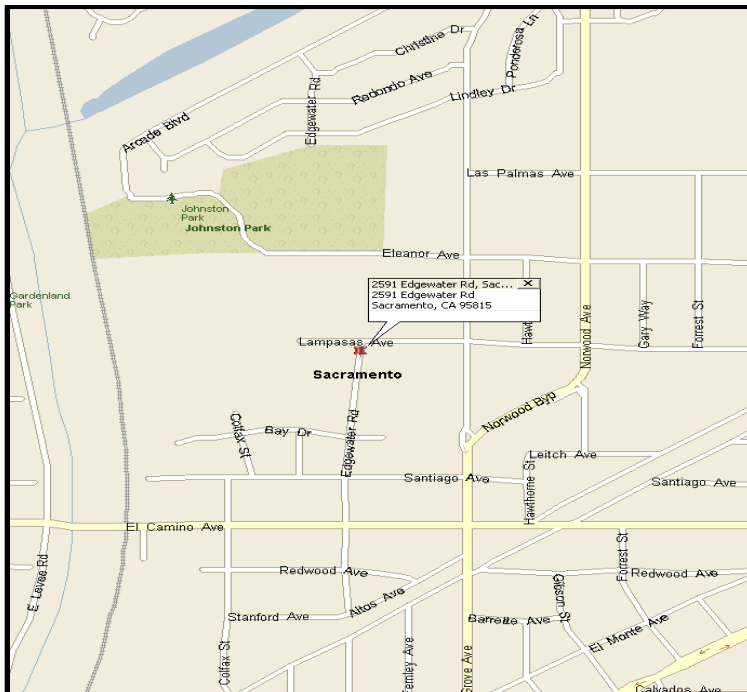 Christine Dr
Ponderosa Ln
Redondo Ave
Edgewater Rd
Lindley Dr
Arcade Blvd
Las Palmas Ave
Johnston
Park
Johnston Park
Eleanor Ave
2591 Edgewater Rd, Sac...
2591 Edgewater Rd
Sacramento, CA 95815
Gardenland
Park
Hawt
Norwood Ave
Gary Way
Forrest St
Lampasas Ave
Sacramento
Norwood Byp
Colfax St
Bay Dr
Edgewater Rd
Leitch Ave
Santiago Ave
Hawthorne St
Santiago Ave
El Camino Ave
E Levee Rd
Redwood Ave
Forrest St
Redwood Ave
Altos Ave
Gibson St
Stanford Ave
Barrette Ave
El Monte Ave
Colfax St
Fernley Ave
Grove Ave
Calvados Ave